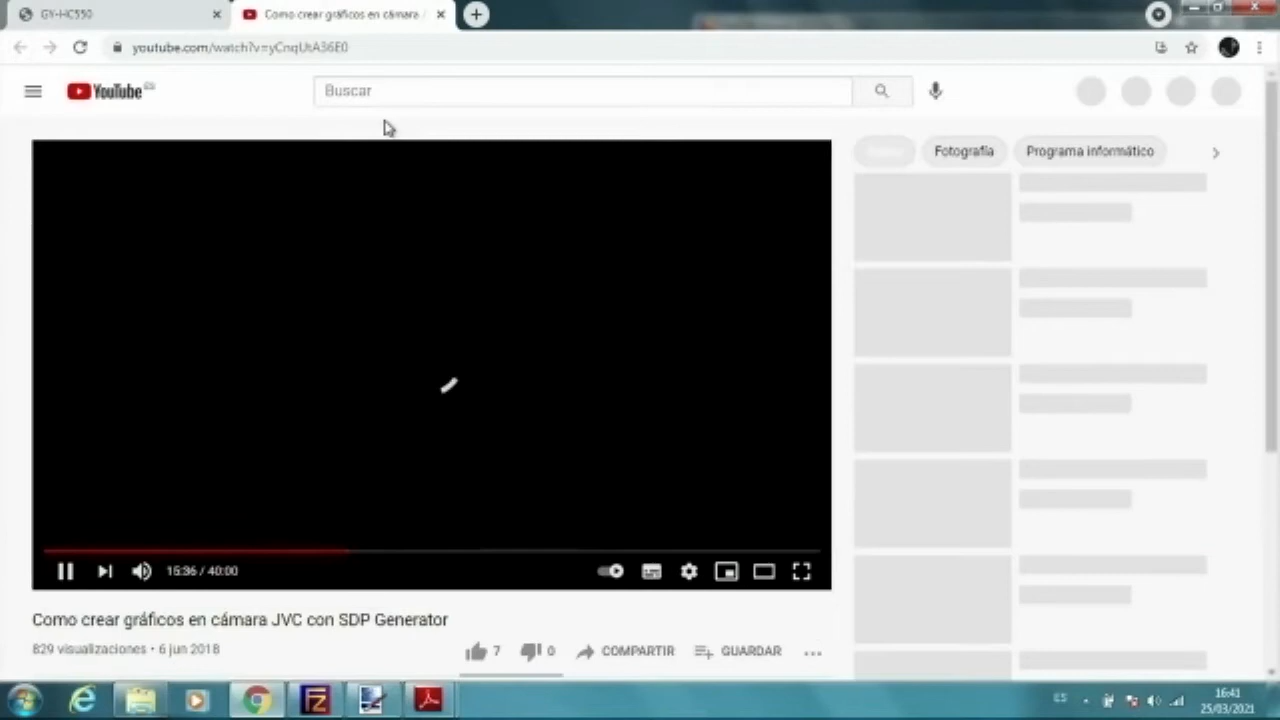 GY-HC550
Como crear gráficos en cámara
youtube.com/watch?v=yCnqUtA36E0
YouTube ES
Buscar
Fotografía
Programa informático
15:36 / 40:00
Como crear gráficos en cámara JVC con SDP Generator
829 visualizaciones • 6 jun 2018
7
0
COMPARTIR
GUARDAR
ES
16:41
25/03/2021